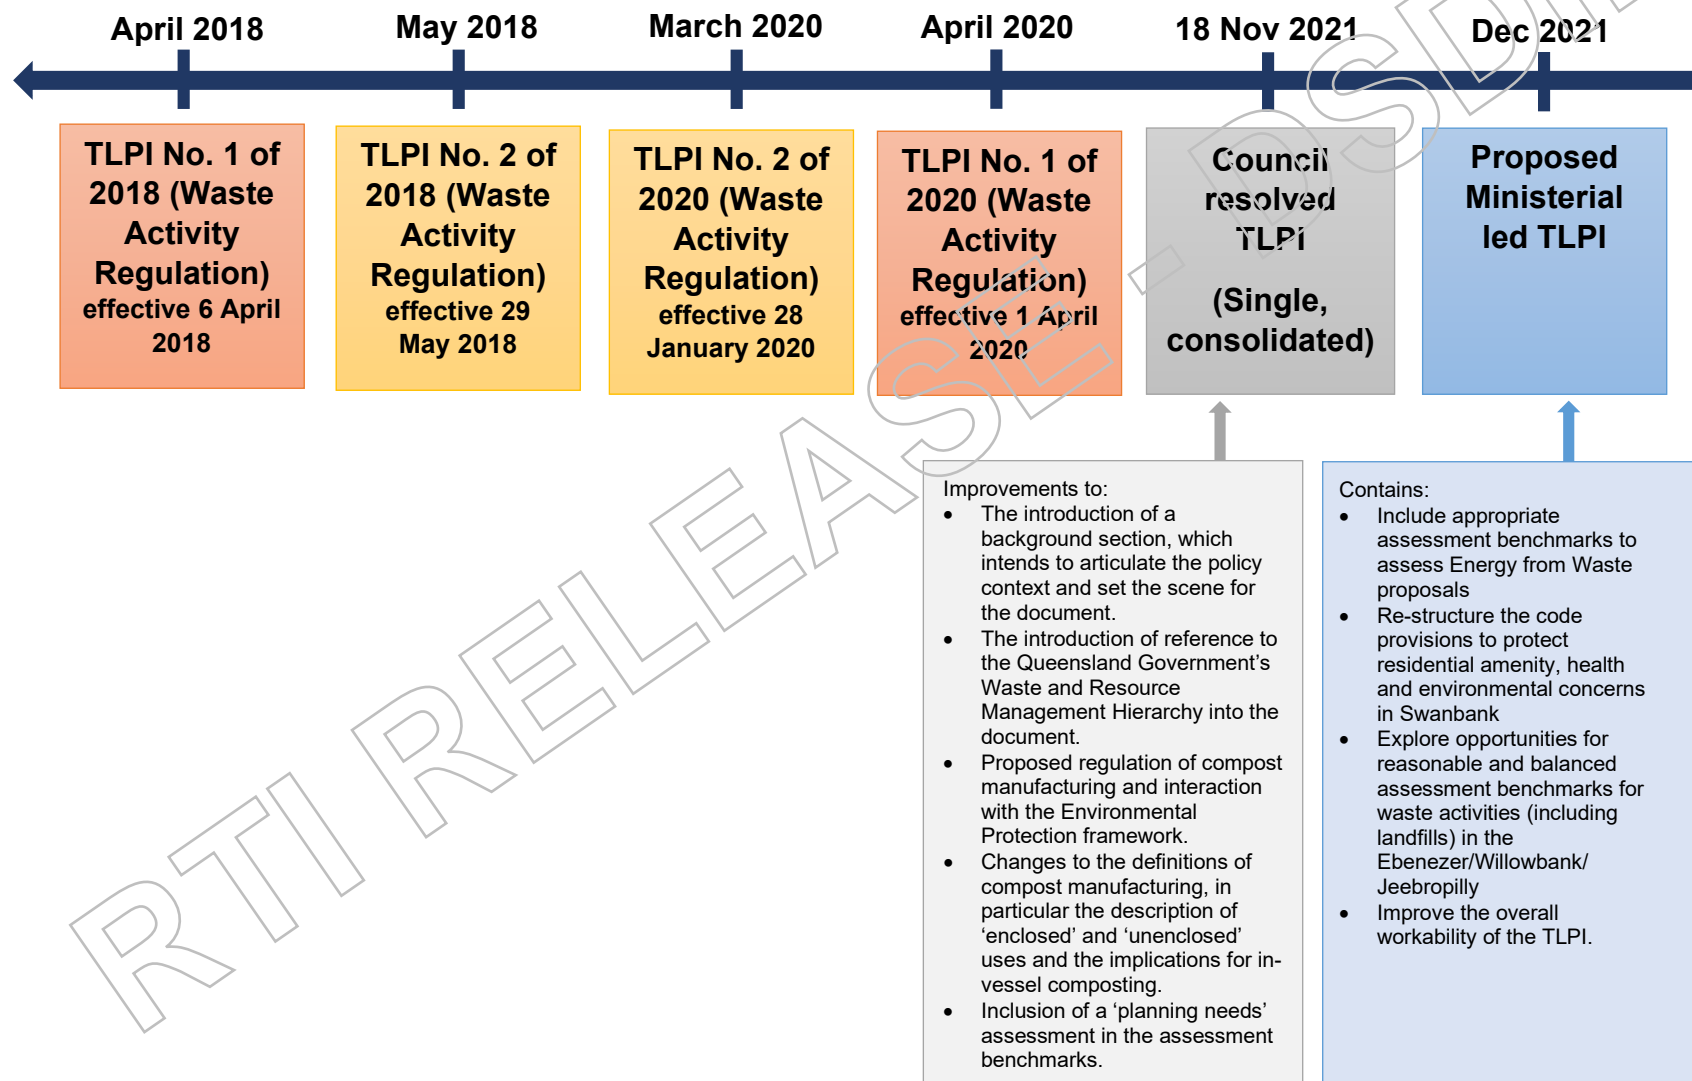 April 2018
May 2018
March 2020
April 2020
18 Nov 2021
Dec 2021
TLPI No. 1 of
2018 (Waste
Activity
Regulation)
effective 6 April
2018
TLPI No. 2 of
2018 (Waste
Activity
Regulation)
effective 29
May 2018
TLPI No. 2 of
2020 (Waste
Activity
Regulation)
effective 28
January 2020
TLPI No. 1 of
2020 (Waste
Activity
Regulation)
effective 1 April
2020
Council
resolved
TLPI
(Single,
consolidated)
Proposed
Ministerial
led TLPI
Improvements to:
• The introduction of a
background section, which
intends to articulate the policy
context and set the scene for
the document.
• The introduction of reference to
the Queensland Government's
Waste and Resource
Management Hierarchy into the
document.
• Proposed regulation of compost
manufacturing and interaction
with the Environmental
Protection framework.
• Changes to the definitions of
compost manufacturing, in
particular the description of
'enclosed' and 'unenclosed'
uses and the implications for in-
vessel composting.
• Inclusion of a 'planning needs'
assessment in the assessment
benchmarks.
Contains:
• Include appropriate
assessment benchmarks to
assess Energy from Waste
proposals
• Re-structure the code
provisions to protect
residential amenity, health
and environmental concerns
in Swanbank
• Explore opportunities for
reasonable and balanced
assessment benchmarks for
waste activities (including
landfills) in the
Ebenezer/Willowbank/
Jeebropilly
• Improve the overall
workability of the TLPI.
RTI RELEASE - DSD